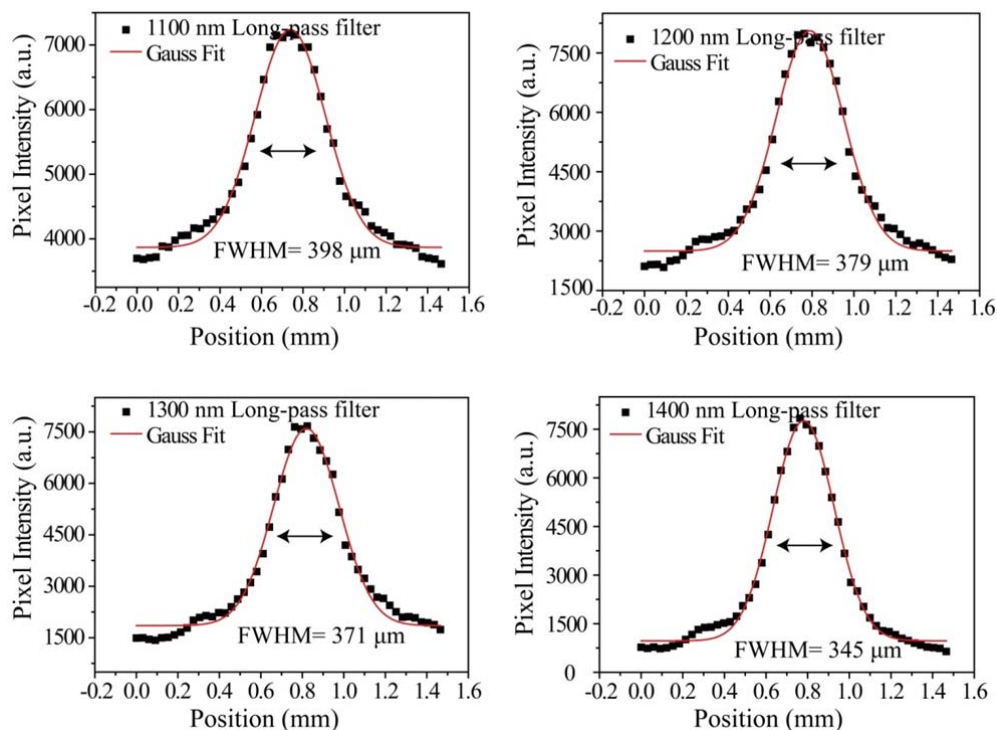 1100 nm Long-pass filter
Gauss Fit
Pixel Intensity (a.u.)
7000
6000
5000
4000
FWHM= 398 μm
-0.2 0.0 0.2 0.4 0.6 0.8 1.0 1.2 1.4 1.6
Position (mm)
1200 nm Long-pass filter
Gauss Fit
Pixel Intensity (a.u.)
7500
6000
4500
3000
1500
FWHM= 379 μm
-0.2 0.0 0.2 0.4 0.6 0.8 1.0 1.2 1.4 1.6
Position (mm)
1300 nm Long-pass filter
Gauss Fit
Pixel Intensity (a.u.)
7500
6000
4500
3000
1500
FWHM= 371 μm
-0.2 0.0 0.2 0.4 0.6 0.8 1.0 1.2 1.4 1.6
Position (mm)
1400 nm Long-pass filter
Gauss Fit
Pixel Intensity (a.u.)
7500
6000
4500
3000
1500
0
FWHM= 345 μm
-0.2 0.0 0.2 0.4 0.6 0.8 1.0 1.2 1.4 1.6
Position (mm)